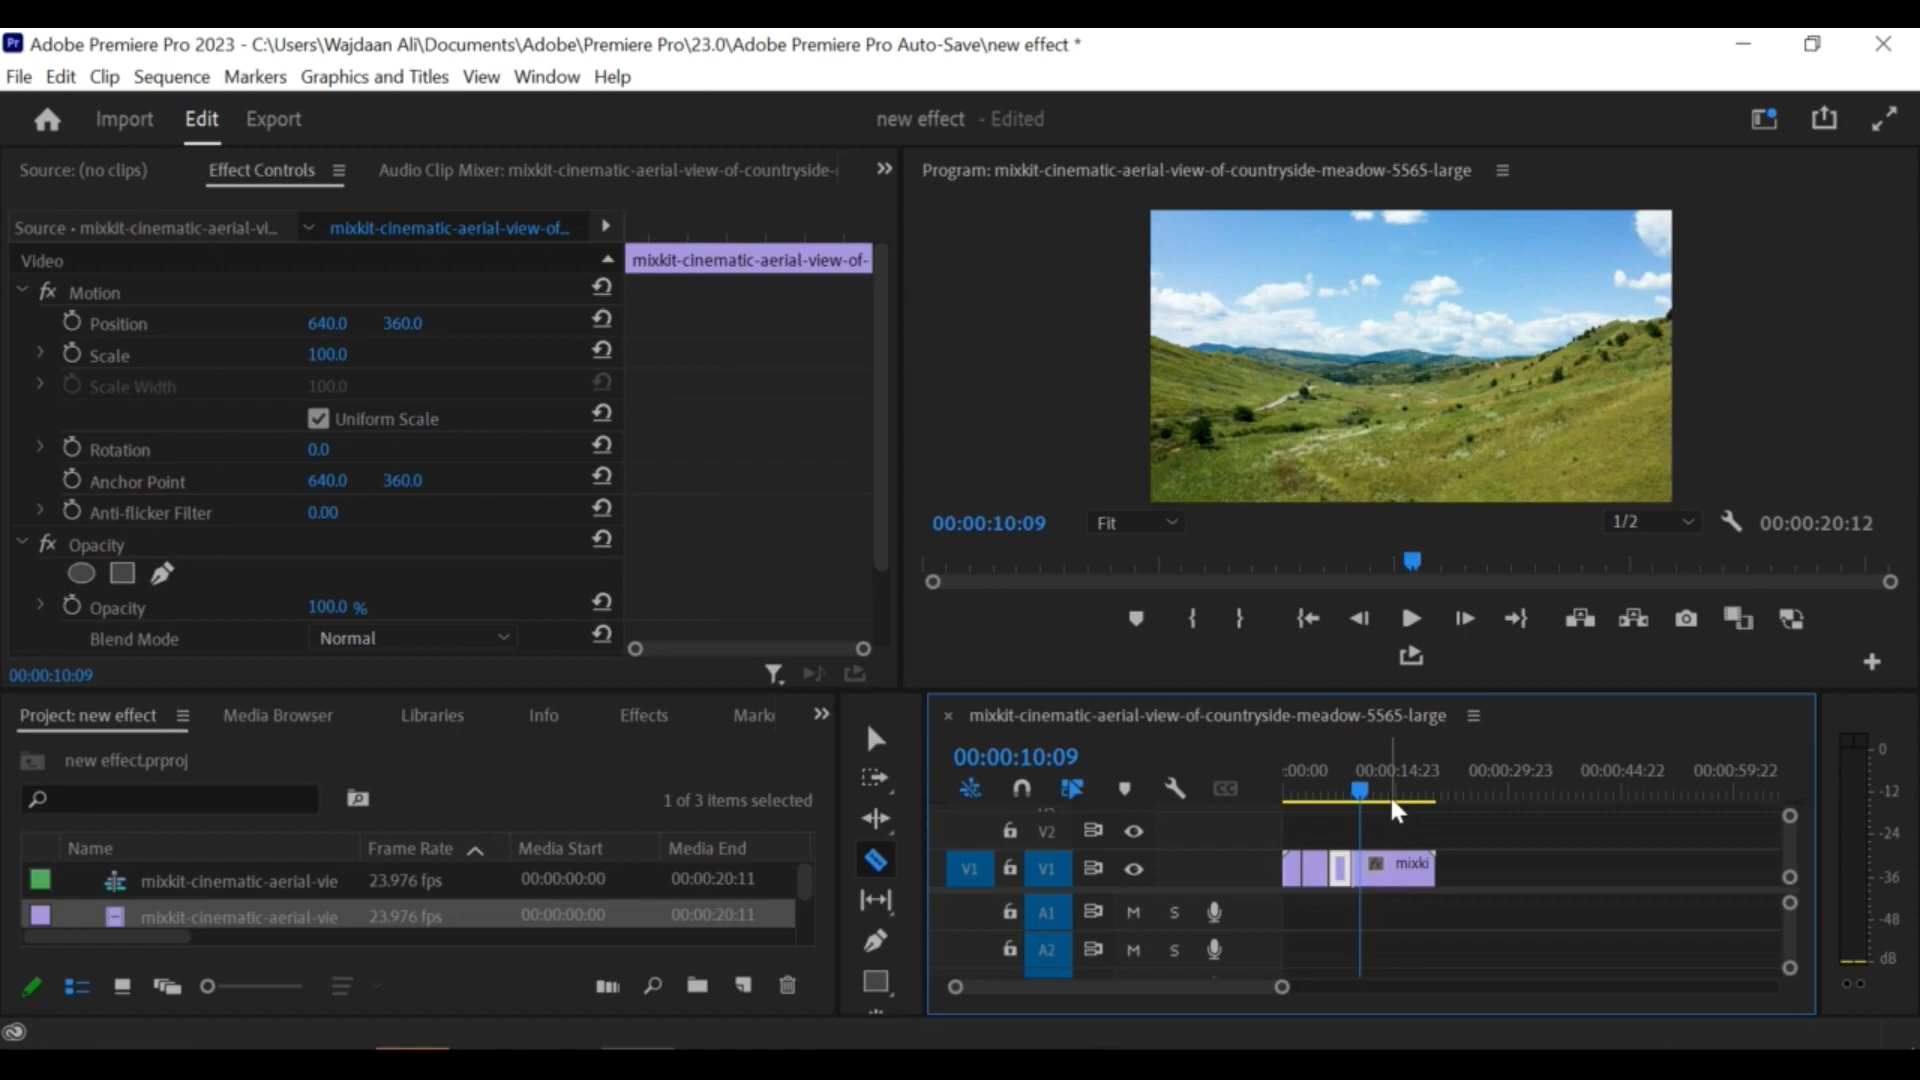 Pr Adobe Premiere Pro 2023 - C:\Users\Wajdaan Ali\Documents\Adobe\Premiere Pro\23.0\Adobe Premiere Pro Auto-Save\new effect *
File Edit Clip Sequence Markers Graphics and Titles View Window Help
Import Edit Export new effect - Edited
Source: (no clips) Effect Controls Audio Clip Mixer: mixkit-cinematic-aerial-view-of-countryside-
Program: mixkit-cinematic-aerial-view-of-countryside-meadow-5565-large
Source • mixkit-cinematic-aerial-vi... mixkit-cinematic-aerial-view-of...
Video mixkit-cinematic-aerial-view-of-
fx Motion
Position 640.0 360.0
Scale 100.0
Scale Width 100.0
Uniform Scale
Rotation 0.0
Anchor Point 640.0 360.0
Anti-flicker Filter 0.00
fx Opacity
Opacity 100.0 %
Blend Mode Normal
00:00:10:09
00:00:10:09 Fit 1/2 00:00:20:12
Project: new effect Media Browser Libraries Info Effects Mark
new effect.prproj
1 of 3 items selected
Name Frame Rate Media Start Media End
mixkit-cinematic-aerial-vie 23.976 fps 00:00:00:00 00:00:20:11
mixkit-cinematic-aerial-vie 23.976 fps 00:00:00:00 00:00:20:11
mixkit-cinematic-aerial-view-of-countryside-meadow-5565-large
00:00:10:09
:00:00 00:00:14:23 00:00:29:23 00:00:44:22 00:00:59:22
CC
V2
V1 V1 fx mixki
A1 M S
A2 M S
0
-12
-24
-36
-48
dB